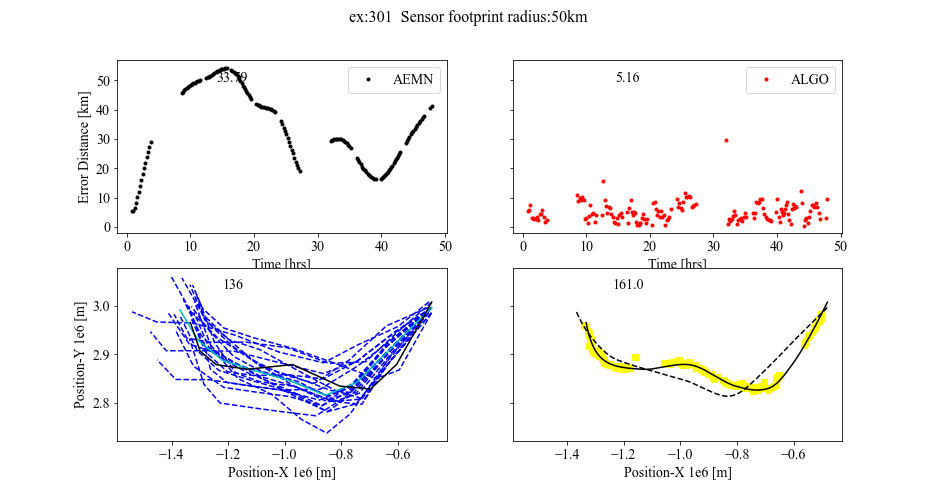 ex:301 Sensor footprint radius:50km
33.79
AEMN
Error Distance [km]
50
40
30
20
10
0
0 10 20 30 40 50
Time [hrs]
5.16
ALGO
0 10 20 30 40 50
Time [hrs]
136
Position-Y 1e6 [m]
3.0
2.9
2.8
−1.4 −1.2 −1.0 −0.8 −0.6
Position-X 1e6 [m]
161.0
−1.4 −1.2 −1.0 −0.8 −0.6
Position-X 1e6 [m]